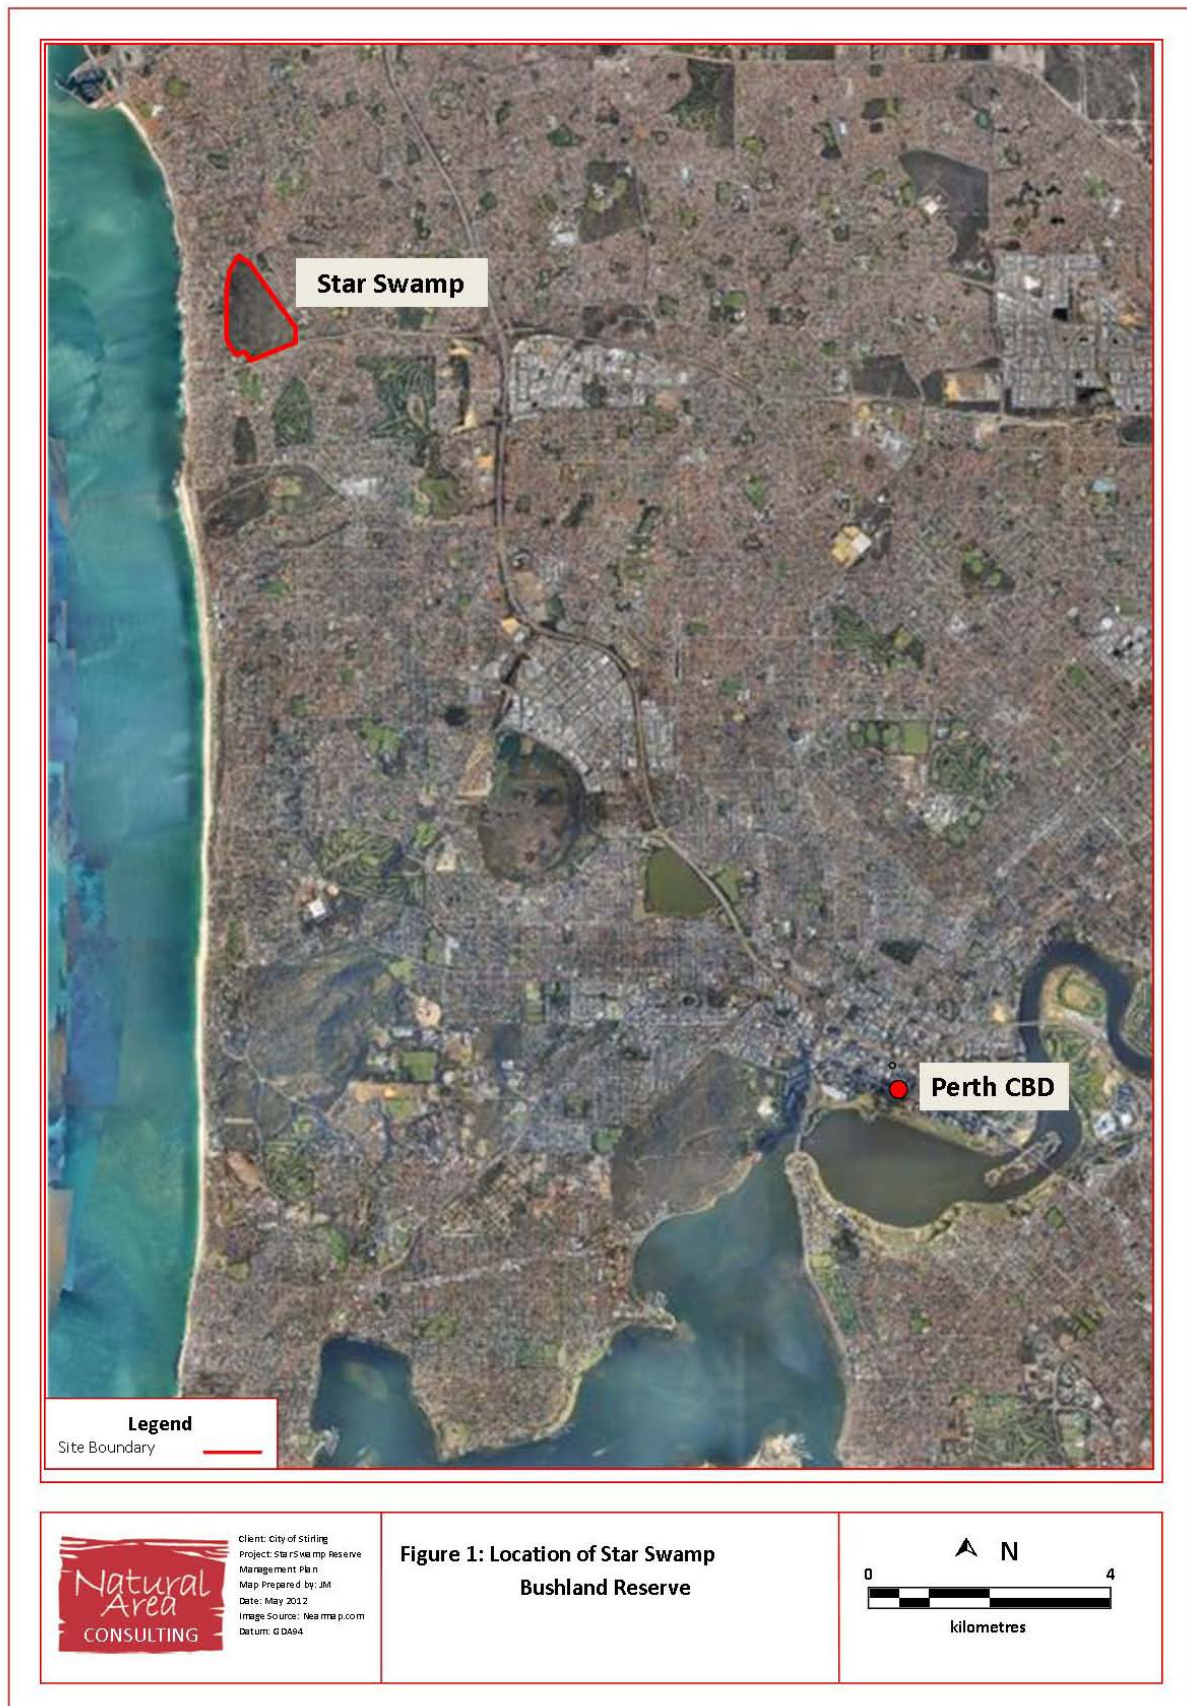 Star Swamp
Perth CBD
Legend
Site Boundary
Natural
Area
CONSULTING
Client: City of Stirling
Project: Star Swamp Reserve
Management Plan
Map Prepared by: JM
Date: May 2012
Image Source: Nearmap.com
Datum: GDA94
Figure 1: Location of Star Swamp
Bushland Reserve
N
0 4
kilometres